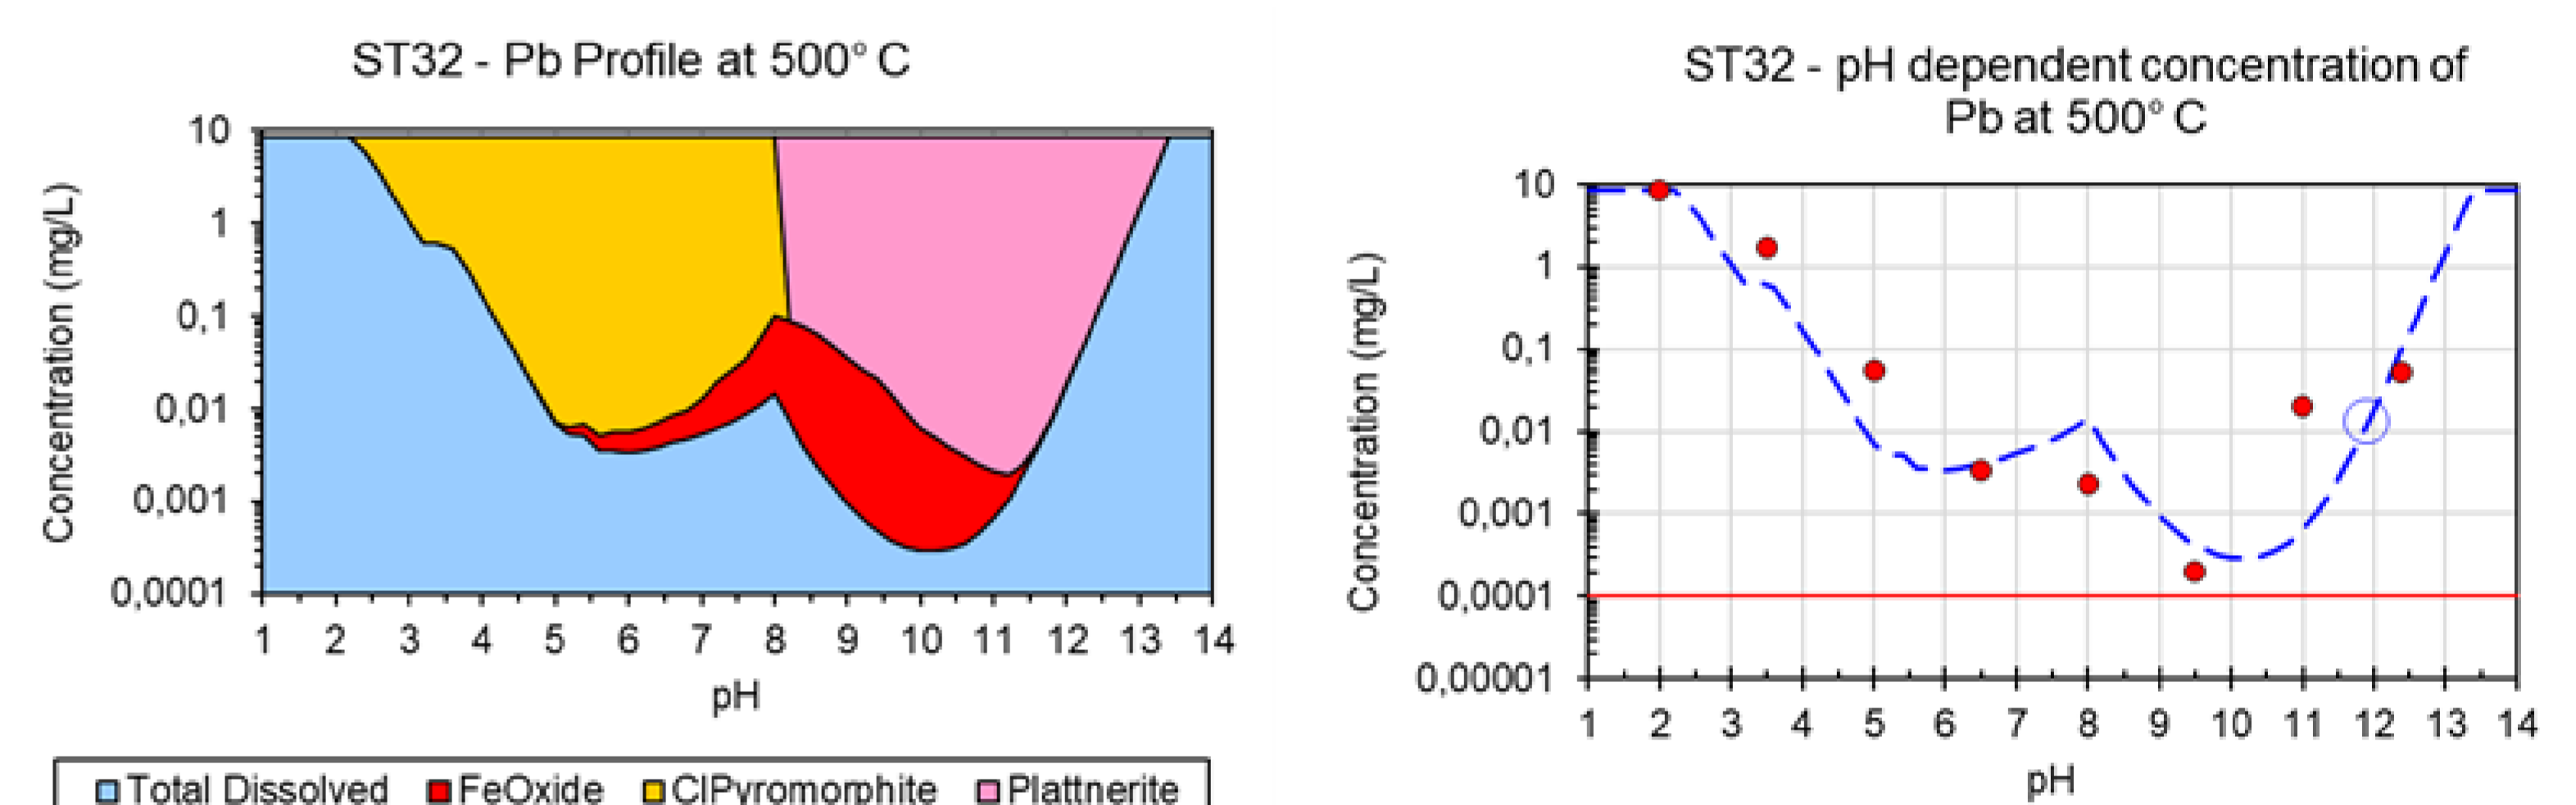 ST32 - Pb Profile at 500° C
Concentration (mg/L)
10
1
0,1
0,01
0,001
0,0001
1 2 3 4 5 6 7 8 9 10 11 12 13 14
pH
Total Dissolved FeOxide ClPyromorphite Plattnerite
ST32 - pH dependent concentration of
Pb at 500° C
Concentration (mg/L)
10
1
0,1
0,01
0,001
0,0001
0,00001
1 2 3 4 5 6 7 8 9 10 11 12 13 14
pH